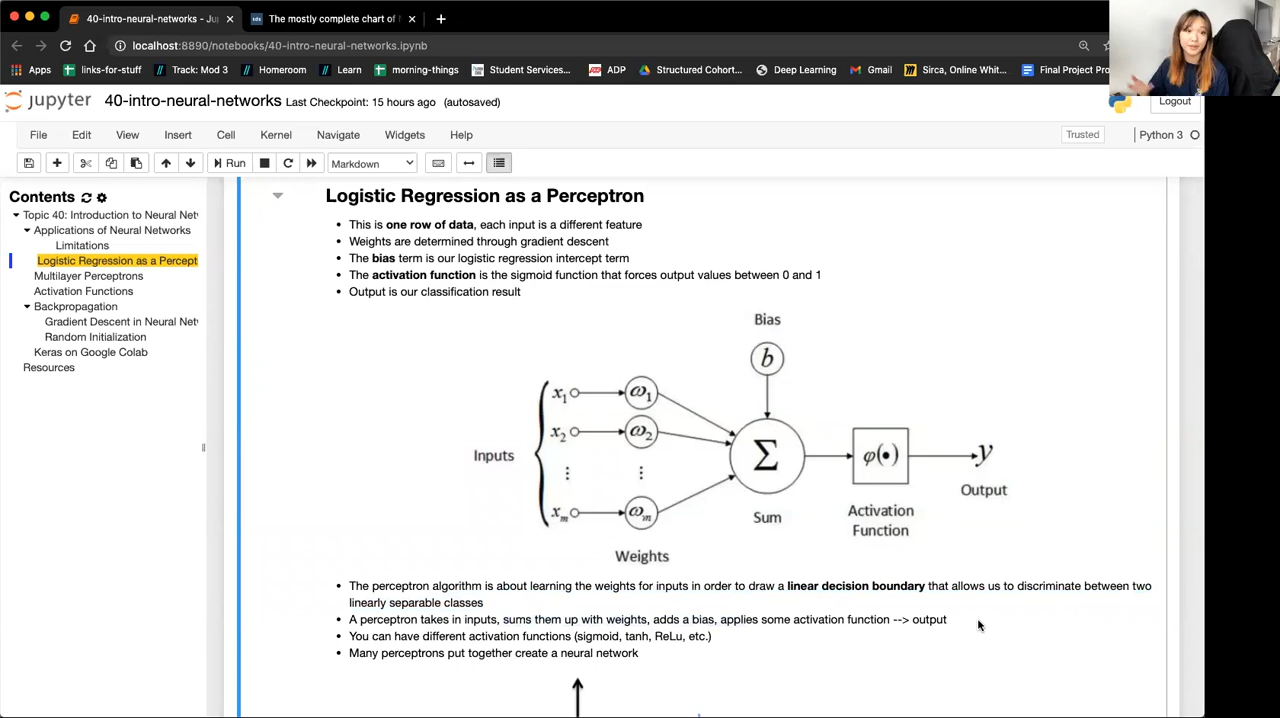 40-intro-neural-networks - Ju
The mostly complete chart of
localhost:8890/notebooks/40-intro-neural-networks.ipynb
Apps links-for-stuff Track: Mod 3 Homeroom Learn morning-things Student Services... ADP Structured Cohort... Deep Learning Gmail Sirca, Online Whit... Final Project Pro
jupyter 40-intro-neural-networks Last Checkpoint: 15 hours ago (autosaved)
Logout
File Edit View Insert Cell Kernel Navigate Widgets Help
Trusted Python 3
Run Markdown
Contents
Topic 40: Introduction to Neural Net
Applications of Neural Networks
Limitations
Logistic Regression as a Percept
Multilayer Perceptrons
Activation Functions
Backpropagation
Gradient Descent in Neural Net
Random Initialization
Keras on Google Colab
Resources
Logistic Regression as a Perceptron
• This is one row of data, each input is a different feature
• Weights are determined through gradient descent
• The bias term is our logistic regression intercept term
• The activation function is the sigmoid function that forces output values between 0 and 1
• Output is our classification result
Bias
b
x1 ω1
x2 ω2
Inputs ⋮ ⋮ Σ φ(•) y
xm ωm
Output
Sum
Activation
Function
Weights
• The perceptron algorithm is about learning the weights for inputs in order to draw a linear decision boundary that allows us to discriminate between two
linearly separable classes
• A perceptron takes in inputs, sums them up with weights, adds a bias, applies some activation function --> output
• You can have different activation functions (sigmoid, tanh, ReLu, etc.)
• Many perceptrons put together create a neural network